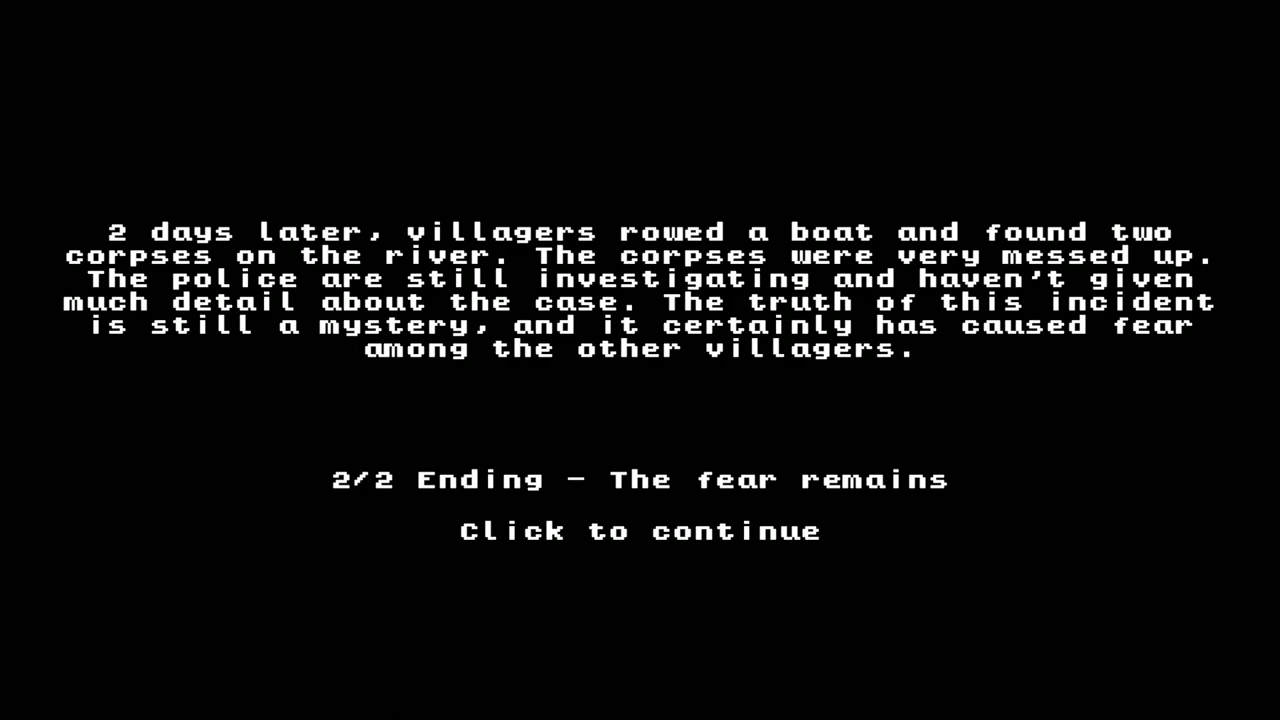 2 days later, villagers rowed a boat and found two
corpses on the river. The corpses were very messed up.
The police are still investigating and haven't given
much detail about the case. The truth of this incident
is still a mystery, and it certainly has caused fear
among the other villagers.
2/2 Ending - The fear remains
Click to continue